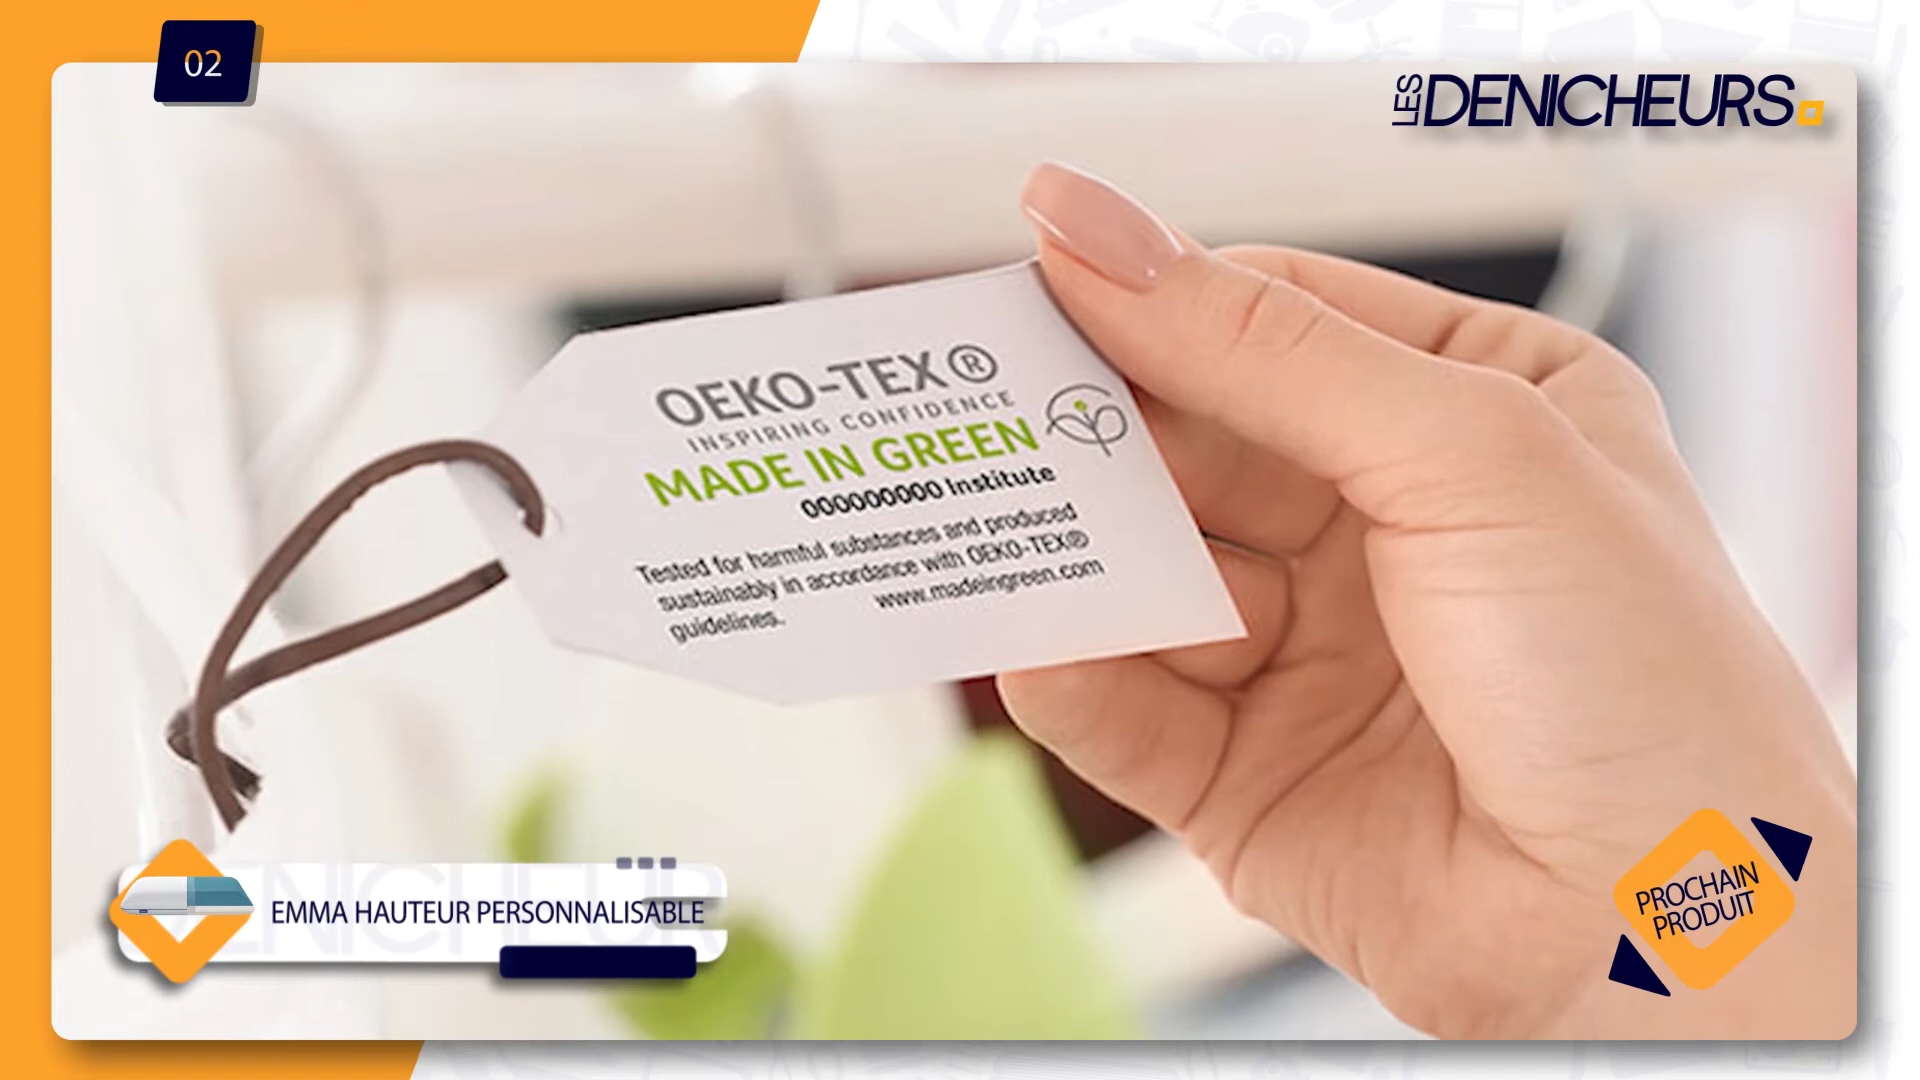 02
LES DENICHEURS
OEKO-TEX®
INSPIRING CONFIDENCE
MADE IN GREEN
000000000 Institute
Tested for harmful substances and produced
sustainably in accordance with OEKO-TEX®
guidelines. www.madeingreen.com
EMMA HAUTEUR PERSONNALISABLE
PROCHAIN
PRODUIT